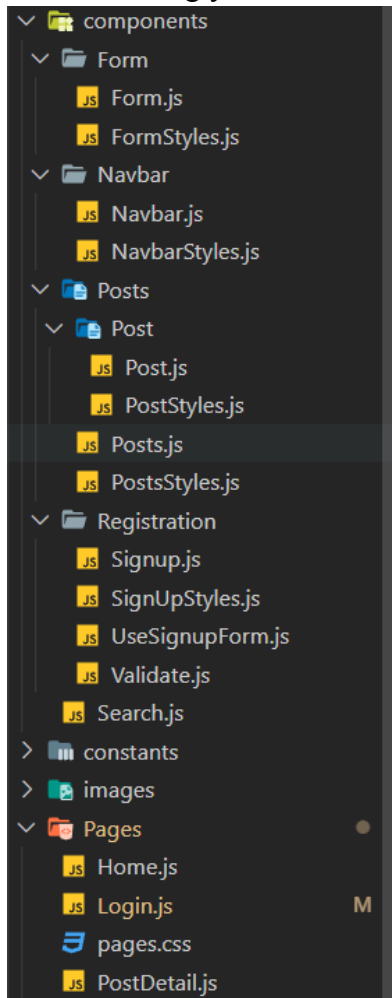 components
Form
JS Form.js
JS FormStyles.js
Navbar
JS Navbar.js
JS NavbarStyles.js
Posts
Post
JS Post.js
JS PostStyles.js
JS Posts.js
JS PostsStyles.js
Registration
JS Signup.js
JS SignUpStyles.js
JS UseSignupForm.js
JS Validate.js
JS Search.js
constants
images
Pages
JS Home.js
JS Login.js M
pages.css
JS PostDetail.js